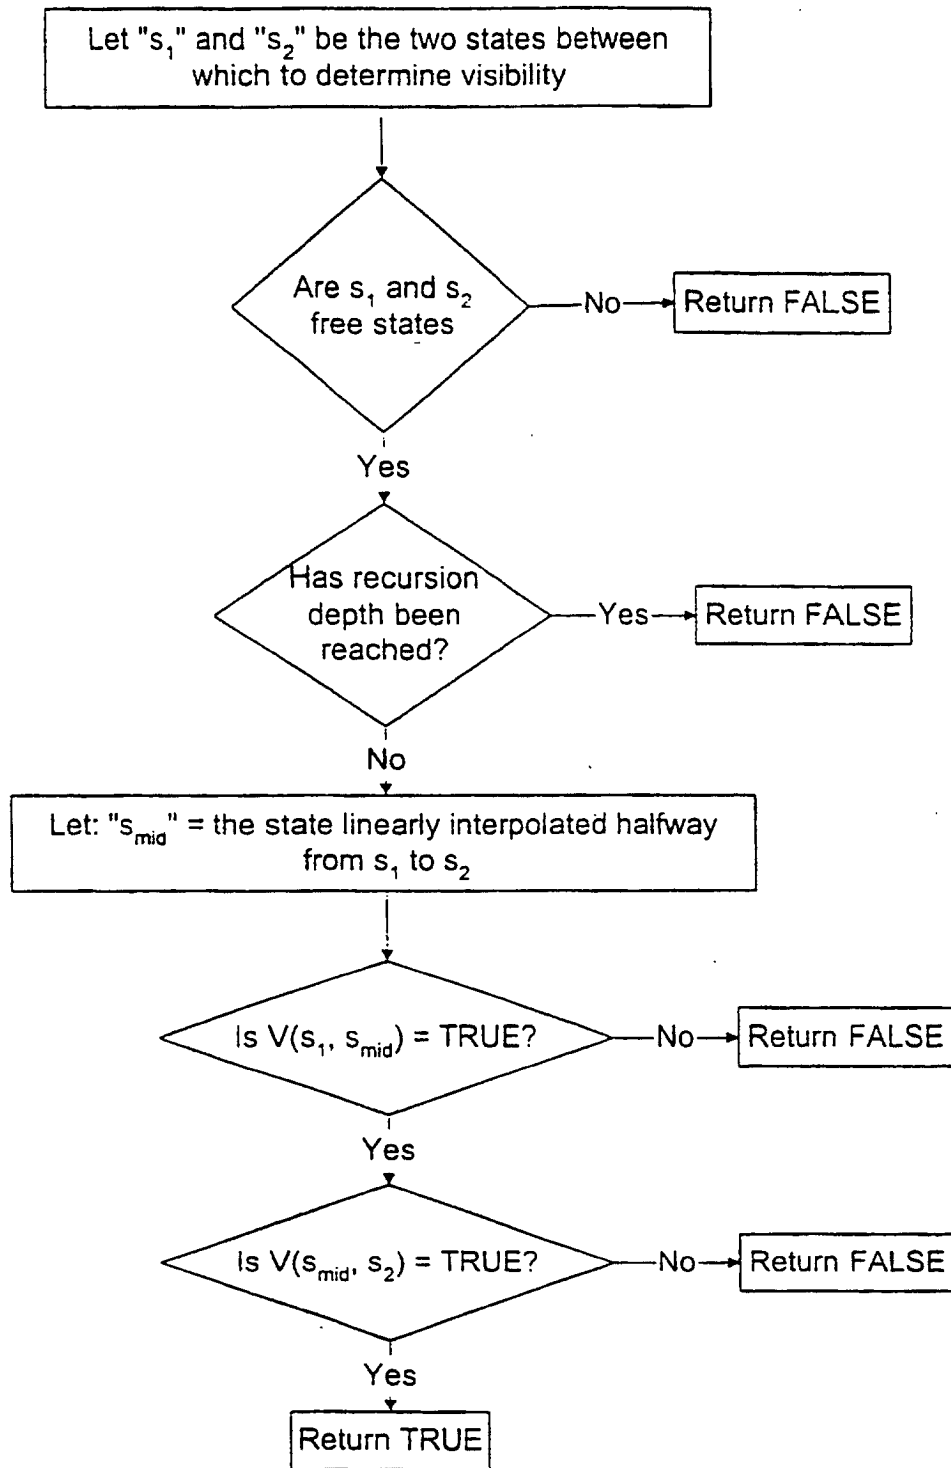 Let "s₁" and "s₂" be the two states between
which to determine visibility
Are s₁ and s₂
free states
No
Return FALSE
Yes
Has recursion
depth been
reached?
Yes
Return FALSE
No
Let: "s_mid" = the state linearly interpolated halfway
from s₁ to s₂
Is V(s₁, s_mid) = TRUE?
No
Return FALSE
Yes
Is V(s_mid, s₂) = TRUE?
No
Return FALSE
Yes
Return TRUE